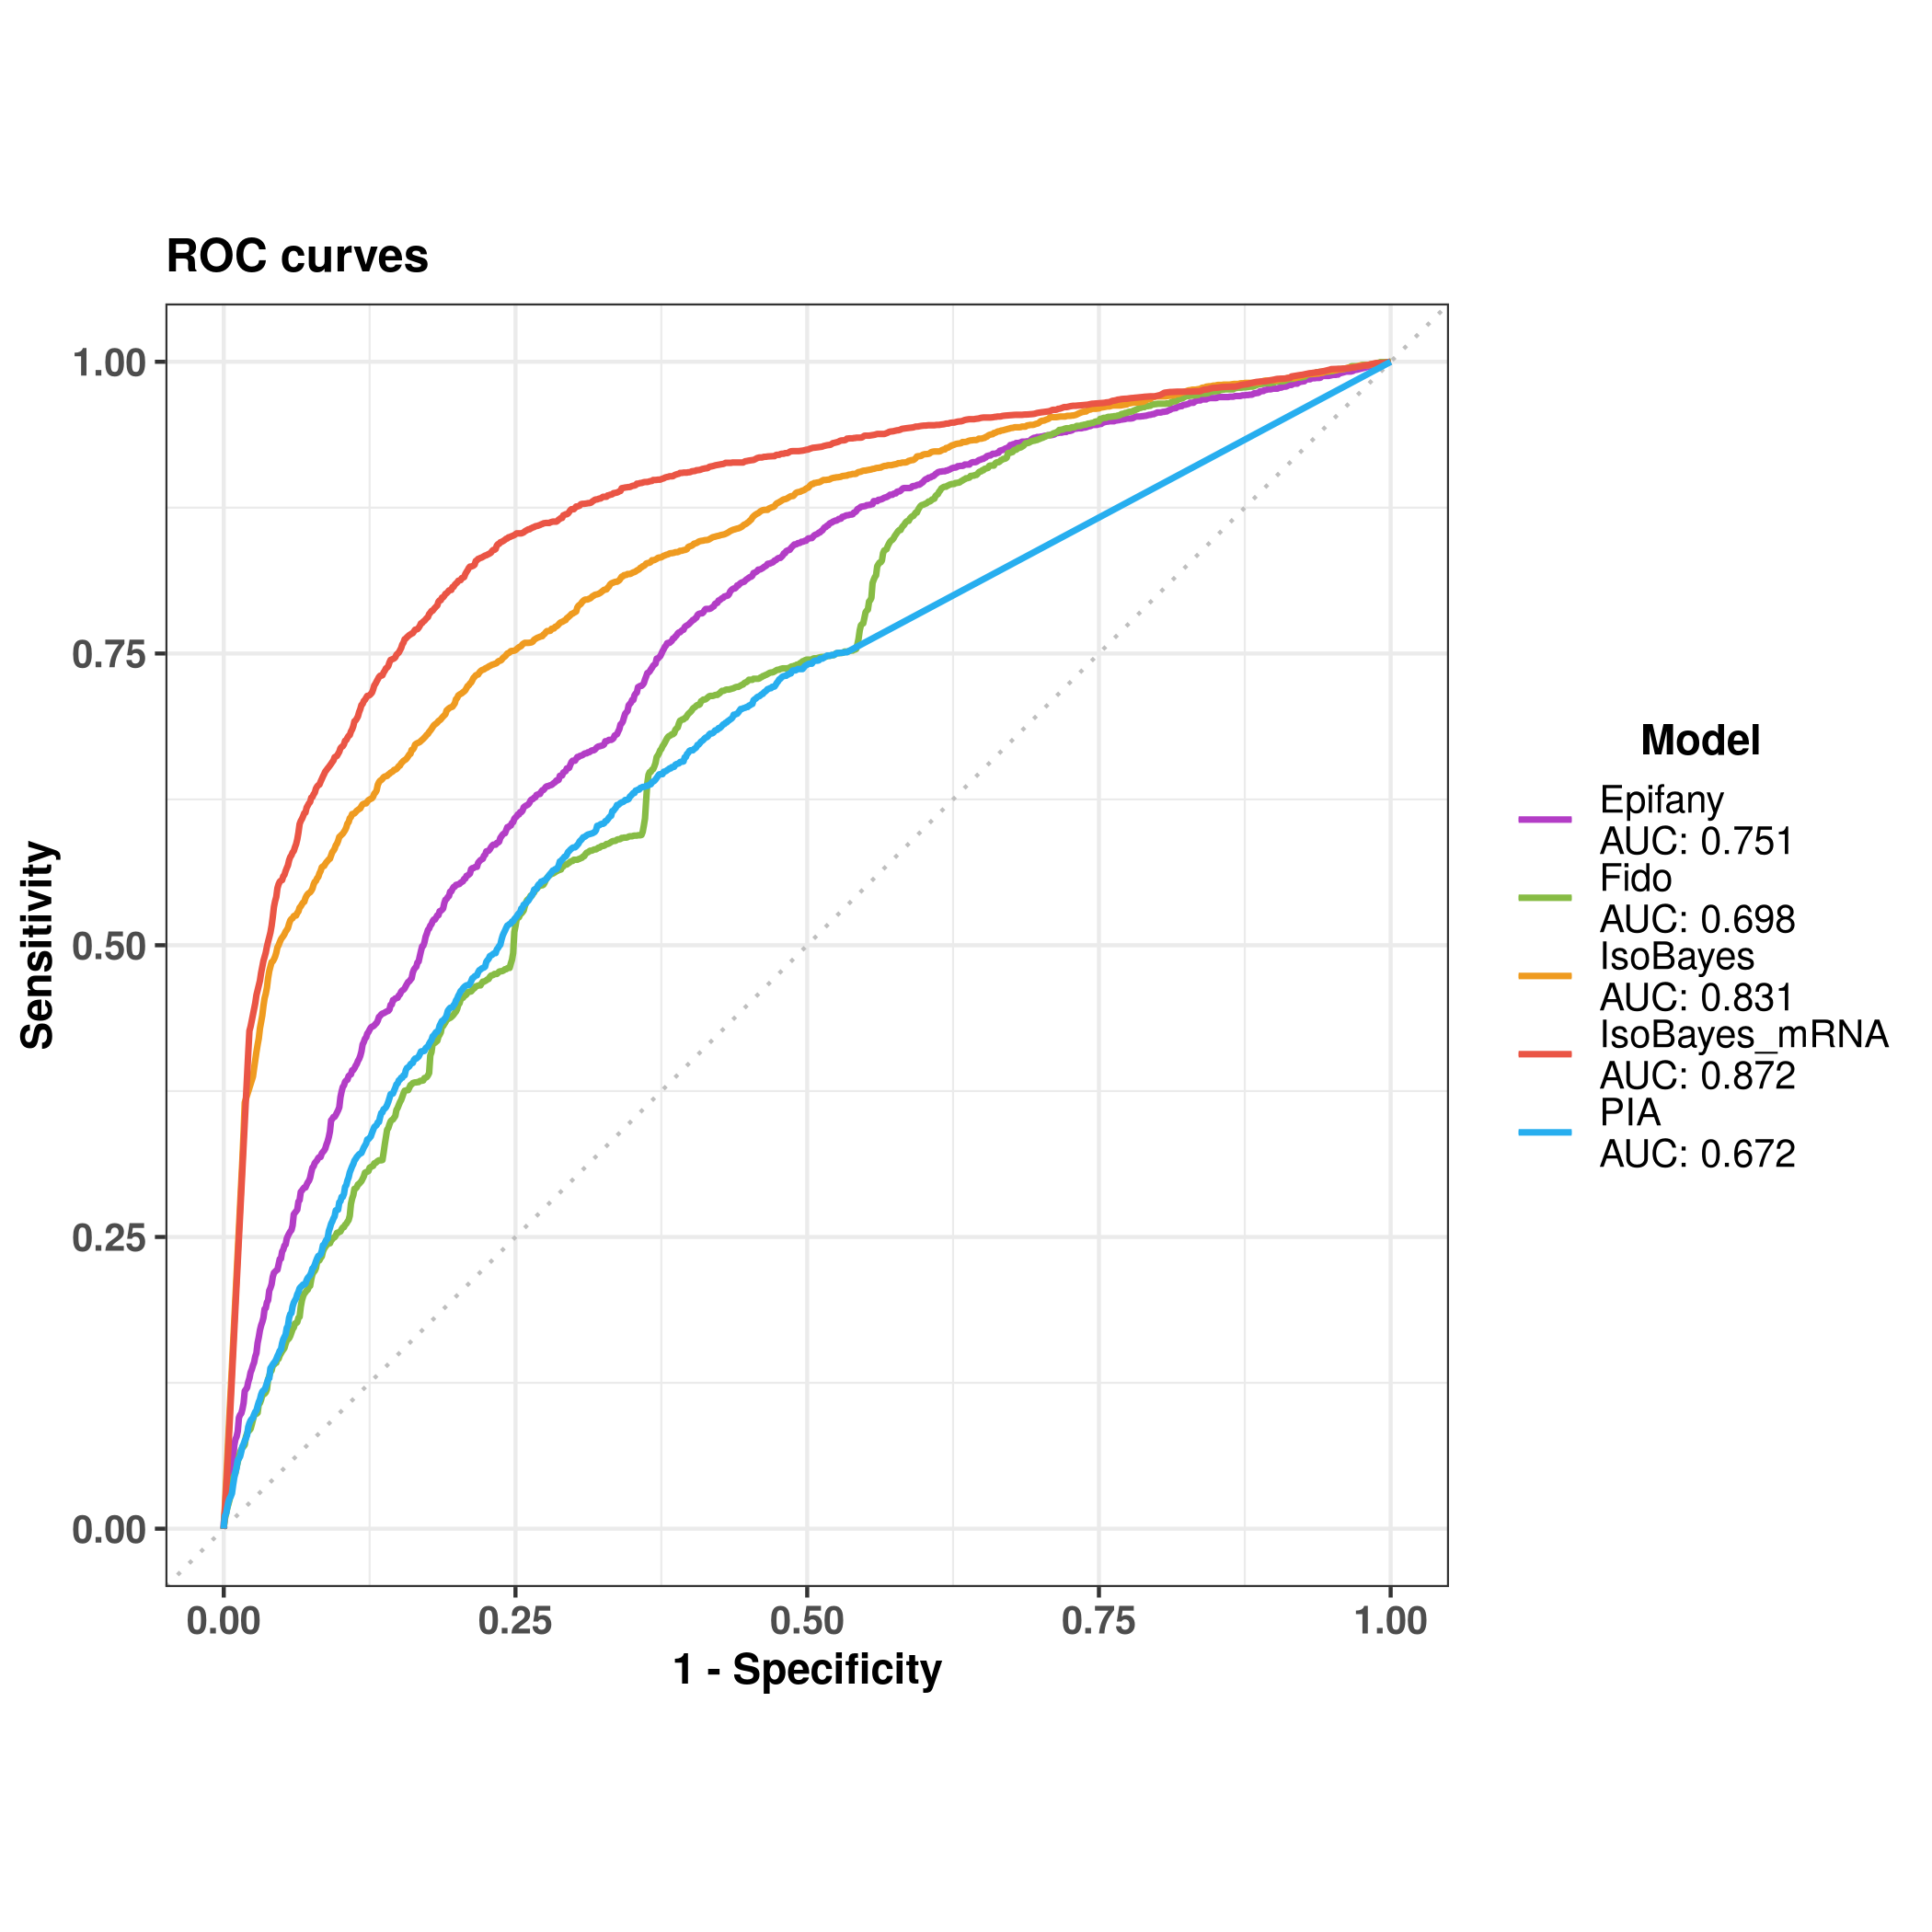 ROC curves
1.00
0.75
0.50
0.25
0.00
Sensitivity
0.00 0.25 0.50 0.75 1.00
1 - Specificity
Model
Epifany
AUC: 0.751
Fido
AUC: 0.698
IsoBayes
AUC: 0.831
IsoBayes_mRNA
AUC: 0.872
PIA
AUC: 0.672